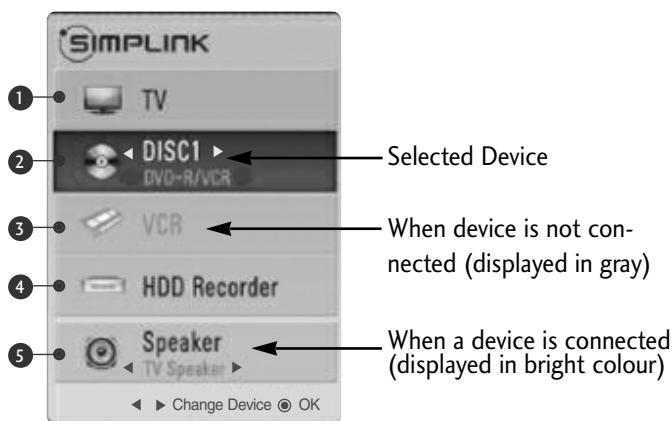 SIMPLINK
1 TV
2 ◀ DISC1 ▶
DVD-R/VCR
Selected Device
3 VCR
When device is not con-
nected (displayed in gray)
4 HDD Recorder
5 Speaker
◀ TV Speaker ▶
When a device is connected
(displayed in bright colour)
◀ ▶ Change Device ◉ OK